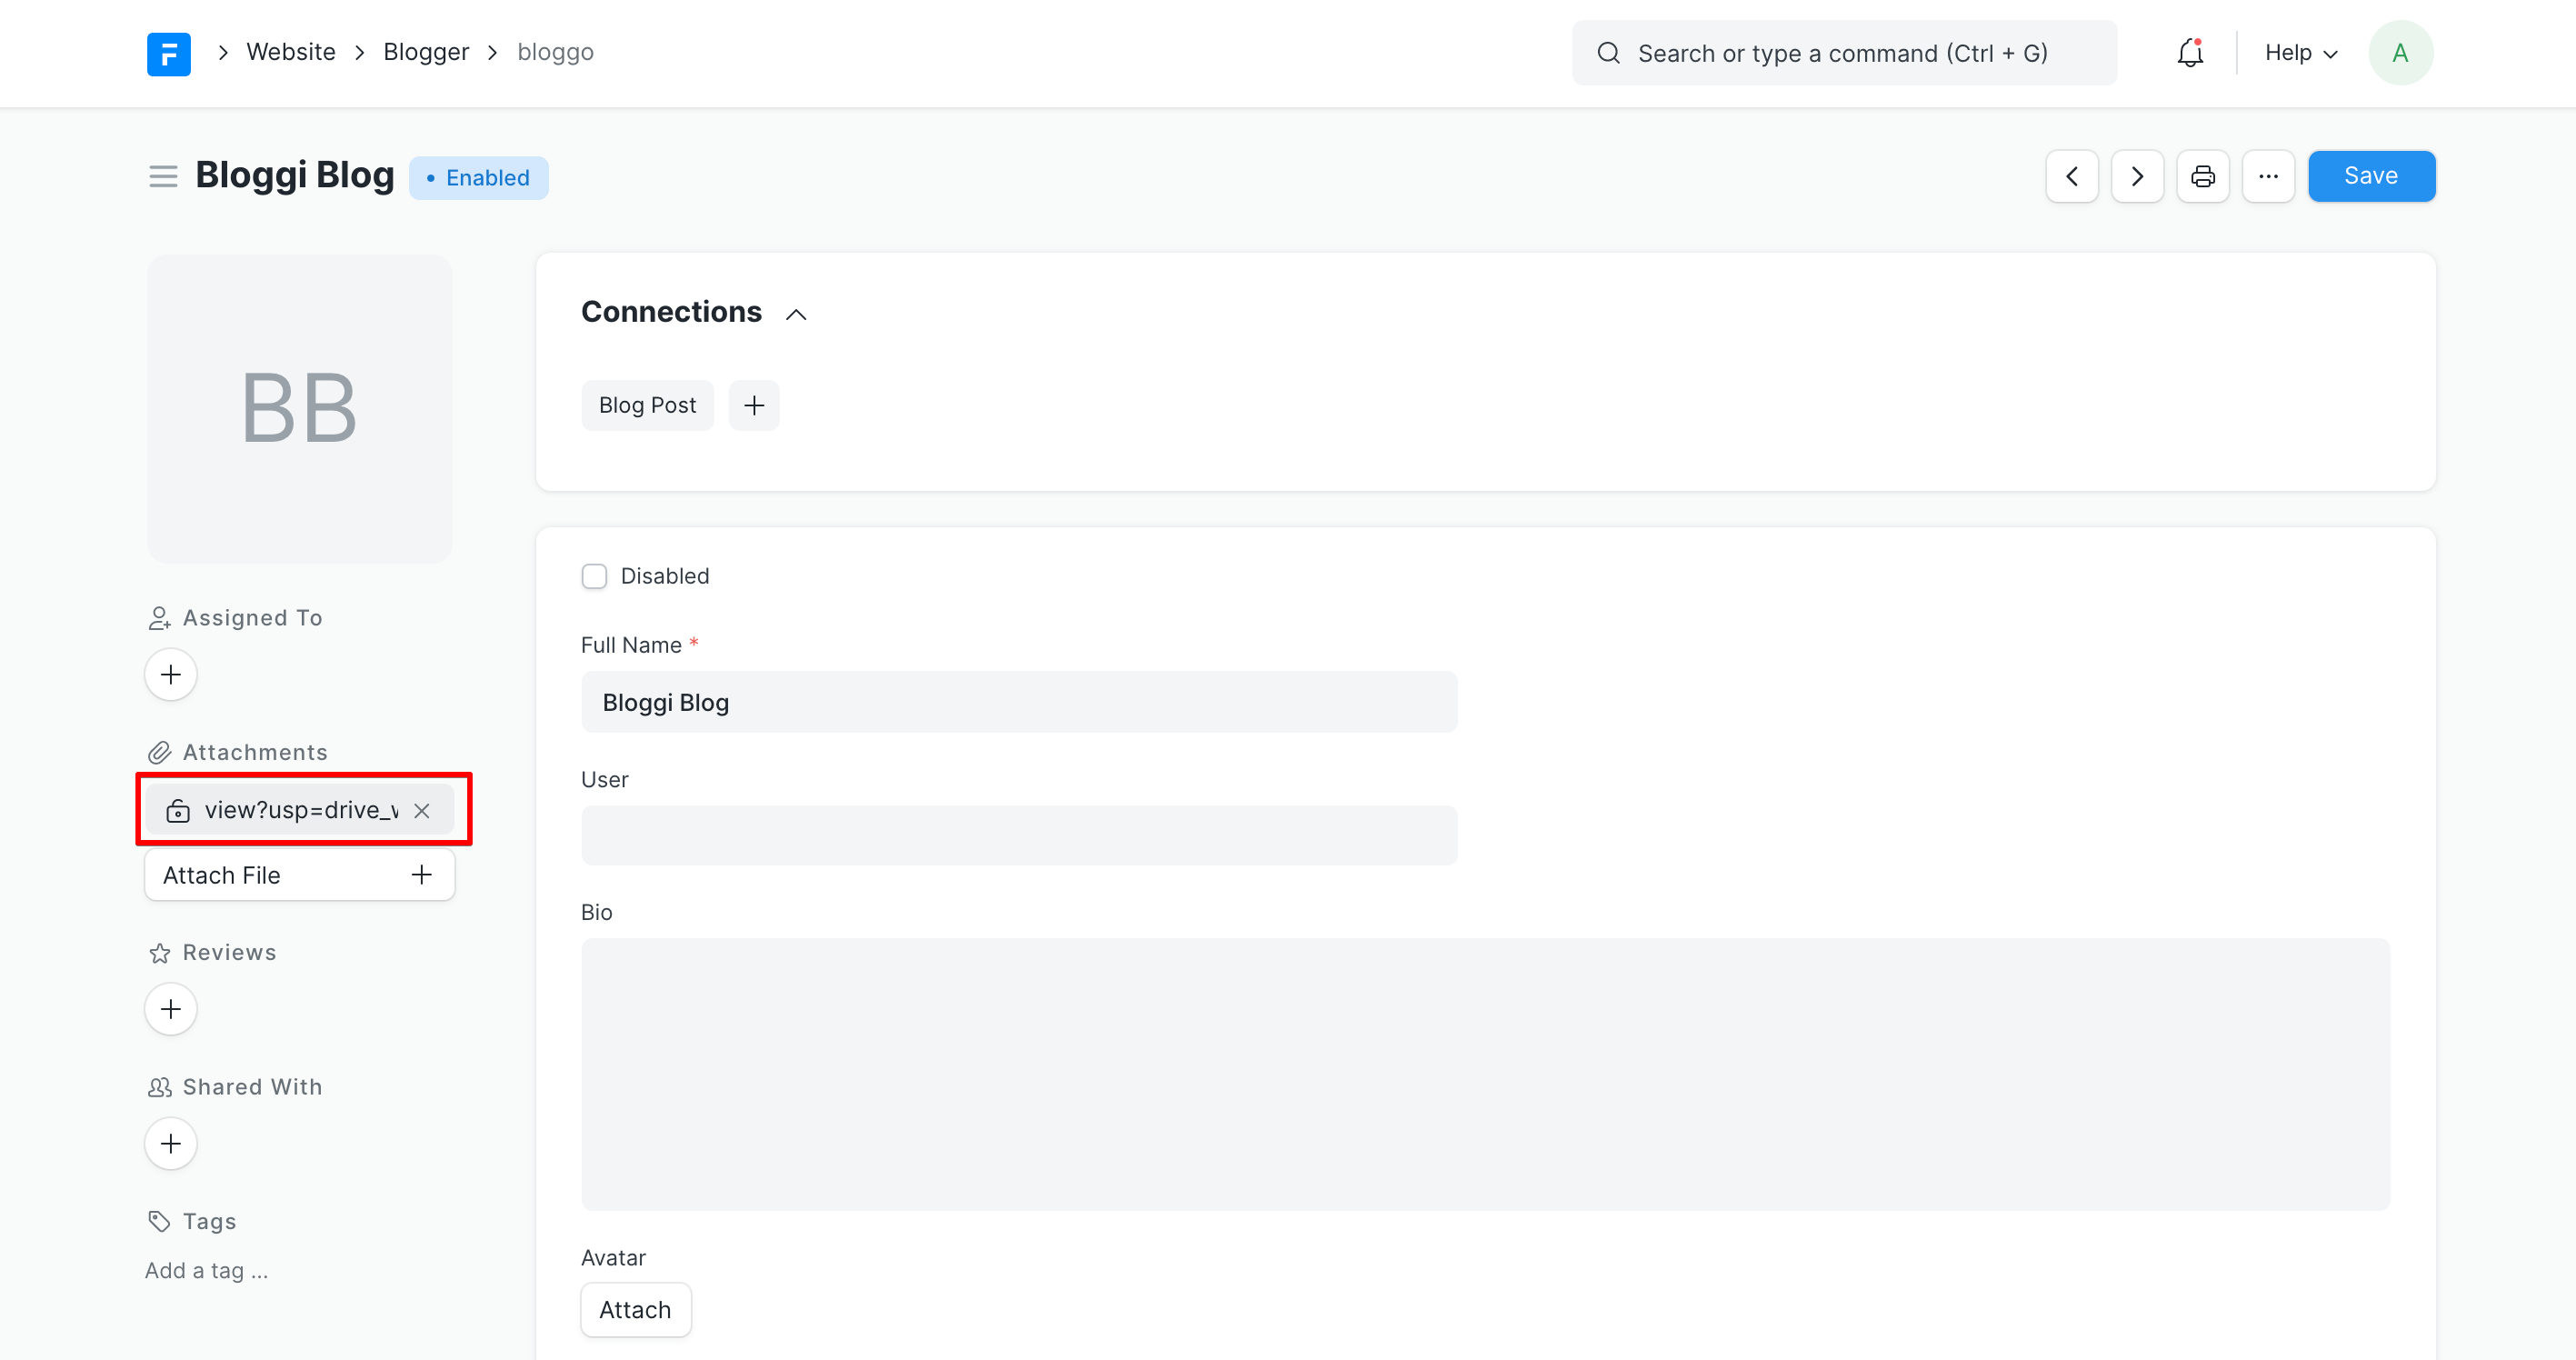 Website > Blogger > bloggo
Search or type a command (Ctrl + G)
Help
A
Bloggi Blog
• Enabled
Save
BB
Assigned To
Attachments
view?usp=drive_v
Attach File
Reviews
Shared With
Tags
Add a tag ...
Connections
Blog Post
Disabled
Full Name *
Bloggi Blog
User
Bio
Avatar
Attach